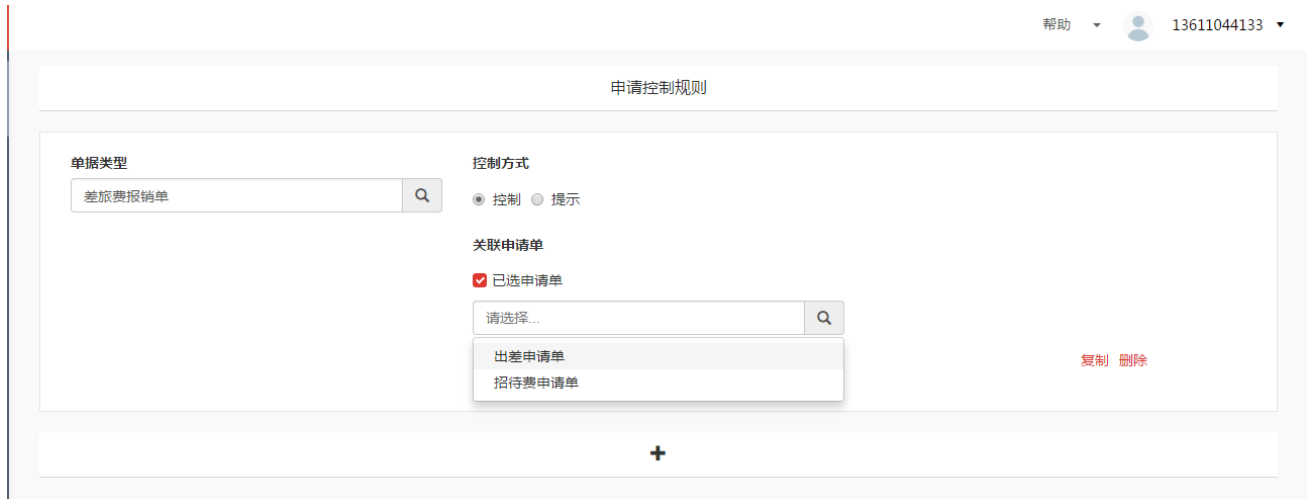 帮助 13611044133
申请控制规则
单据类型
差旅费报销单
控制方式
控制 提示
关联申请单
已选申请单
请选择...
出差申请单
招待费申请单
复制 删除